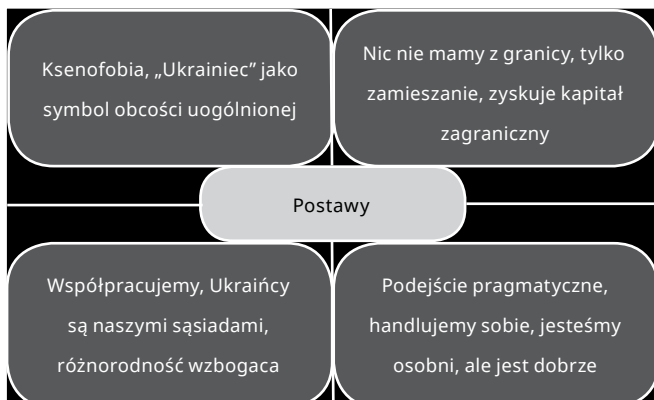 Ksenofobia, „Ukrainiec” jako
symbol obcości uogólnionej
Nic nie mamy z granicy, tylko
zamieszanie, zyskuje kapitał
zagraniczny
Postawy
Współpracujemy, Ukraińcy
są naszymi sąsiadami,
różnorodność wzbogaca
Podejście pragmatyczne,
handlujemy sobie, jesteśmy
osobni, ale jest dobrze